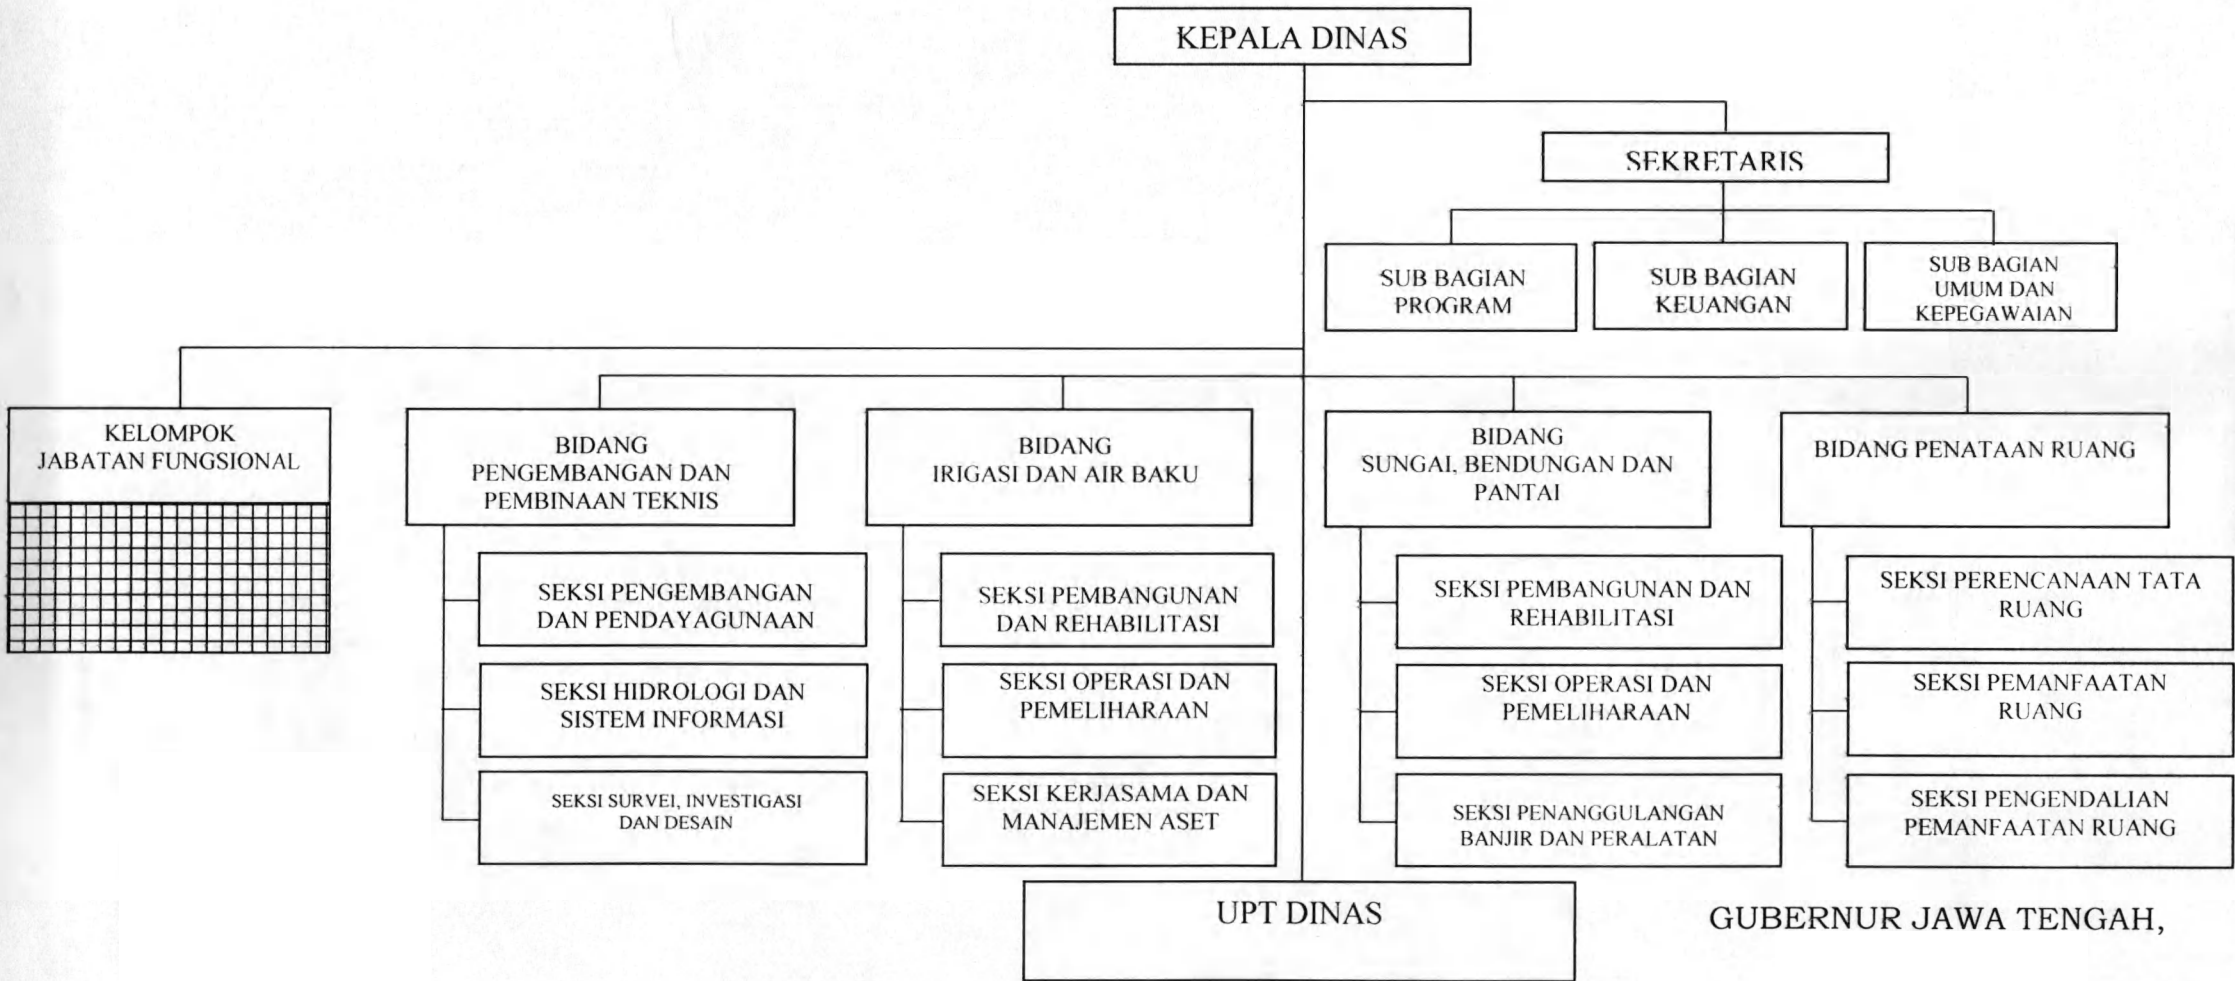 KEPALA DINAS
SEKRETARIS
SUB BAGIAN
PROGRAM
SUB BAGIAN
KEUANGAN
SUB BAGIAN
UMUM DAN
KEPEGAWAIAN
KELOMPOK
JABATAN FUNGSIONAL
BIDANG
PENGEMBANGAN DAN
PEMBINAAN TEKNIS
BIDANG
IRIGASI DAN AIR BAKU
BIDANG
SUNGAI, BENDUNGAN DAN
PANTAI
BIDANG PENATAAN RUANG
SEKSI PENGEMBANGAN
DAN PENDAYAGUNAAN
SEKSI HIDROLOGI DAN
SISTEM INFORMASI
SEKSI SURVEI, INVESTIGASI
DAN DESAIN
SEKSI PEMBANGUNAN
DAN REHABILITASI
SEKSI OPERASI DAN
PEMELIHARAAN
SEKSI KERJASAMA DAN
MANAJEMEN ASET
SEKSI PEMBANGUNAN DAN
REHABILITASI
SEKSI OPERASI DAN
PEMELIHARAAN
SEKSI PENANGGULANGAN
BANJIR DAN PERALATAN
SEKSI PERENCANAAN TATA
RUANG
SEKSI PEMANFAATAN
RUANG
SEKSI PENGENDALIAN
PEMANFAATAN RUANG
UPT DINAS
GUBERNUR JAWA TENGAH,